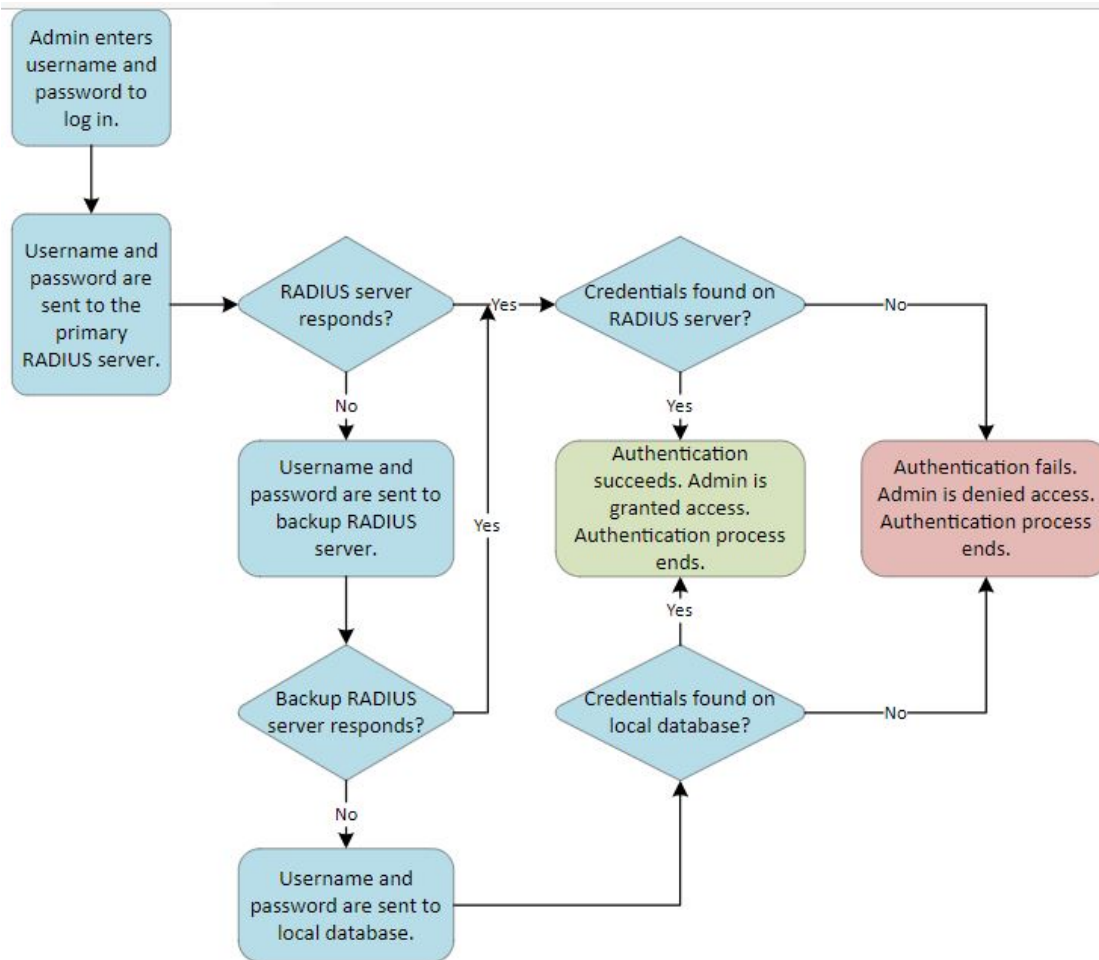 Admin enters
username and
password to
log in.
Username and
password are
sent to the
primary
RADIUS server.
RADIUS server
responds?
Yes
Credentials found on
RADIUS server?
No
No
Yes
Username and
password are sent to
backup RADIUS
server.
Yes
Authentication
succeeds. Admin is
granted access.
Authentication process
ends.
Authentication fails.
Admin is denied access.
Authentication process
ends.
Yes
Backup RADIUS
server responds?
Credentials found on
local database?
No
No
Username and
password are sent to
local database.